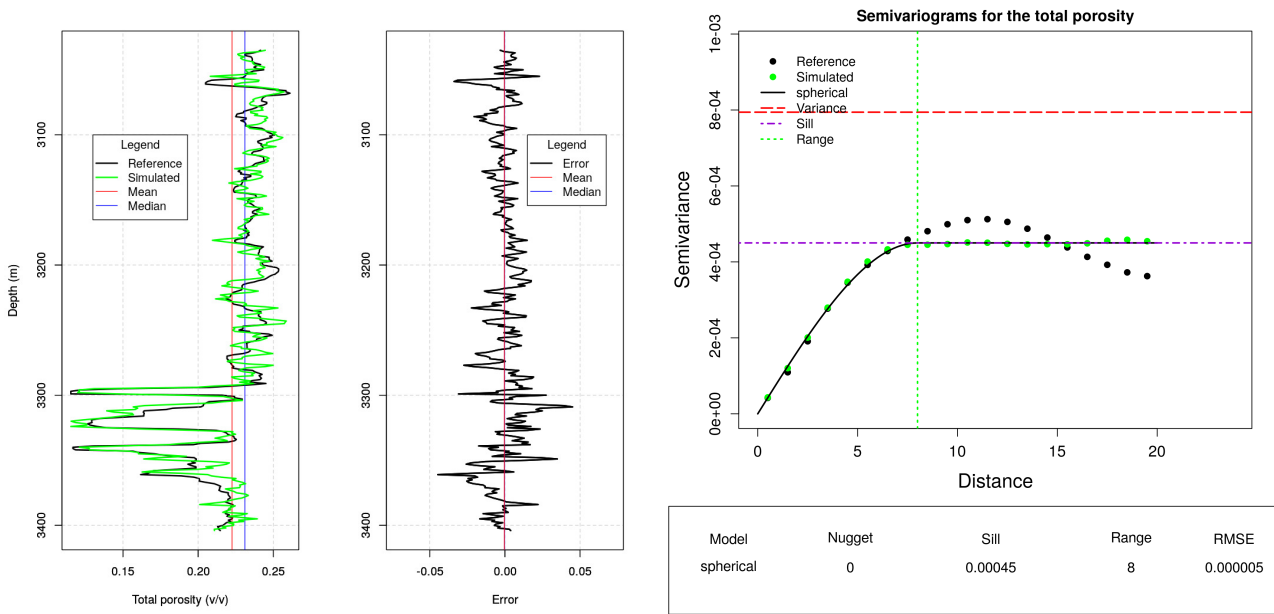 3100
3200
3300
3400
Depth (m)
Legend
Reference
Simulated
Mean
Median
0.15 0.20 0.25
Total porosity (v/v)
3100
3200
3300
3400
Legend
Error
Mean
Median
-0.05 0.00 0.05
Error
Semivariograms for the total porosity
1e-03
8e-04
6e-04
4e-04
2e-04
0e+00
Semivariance
Reference
Simulated
spherical
Variance
Sill
Range
0 5 10 15 20
Distance
Model Nugget Sill Range RMSE
spherical 0 0.00045 8 0.000005